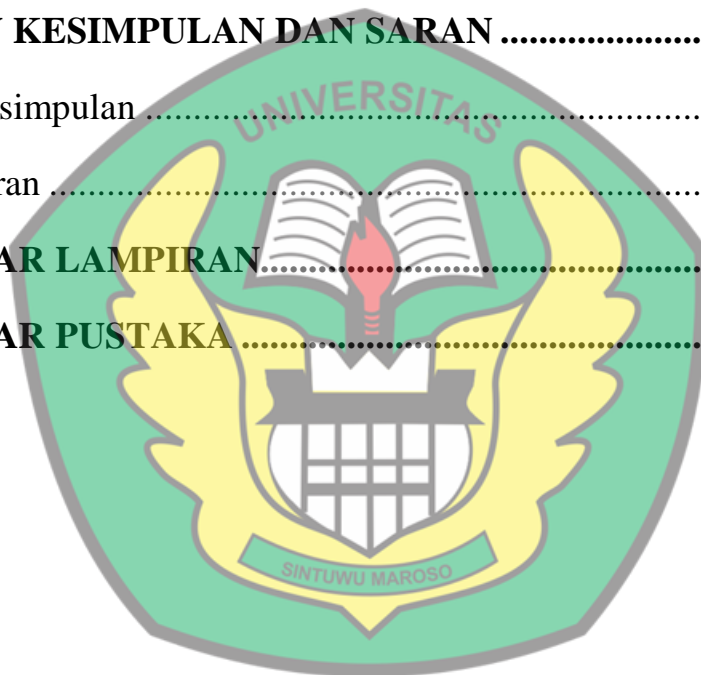 KESIMPULAN DAN SARAN ....................
simpulan ....................
UNIVERSITAS
ran ....................
AR LAMPIRAN....................
AR PUSTAKA ....................
SINTUWU MAROSO